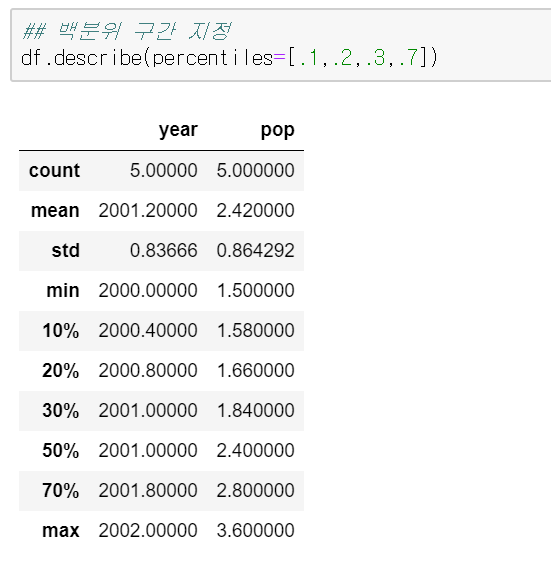 ## 백분위 구간 지정
df.describe(percentiles=[.1,.2,.3,.7])
year pop
count 5.00000 5.000000
mean 2001.20000 2.420000
std 0.83666 0.864292
min 2000.00000 1.500000
10% 2000.40000 1.580000
20% 2000.80000 1.660000
30% 2001.00000 1.840000
50% 2001.00000 2.400000
70% 2001.80000 2.800000
max 2002.00000 3.600000